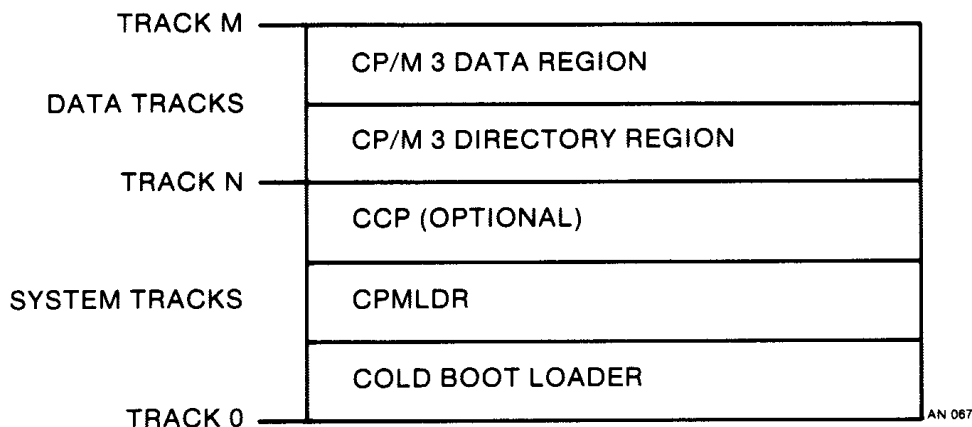 TRACK M
CP/M 3 DATA REGION
DATA TRACKS
CP/M 3 DIRECTORY REGION
TRACK N
CCP (OPTIONAL)
SYSTEM TRACKS
CPMLDR
COLD BOOT LOADER
TRACK 0
AN 067